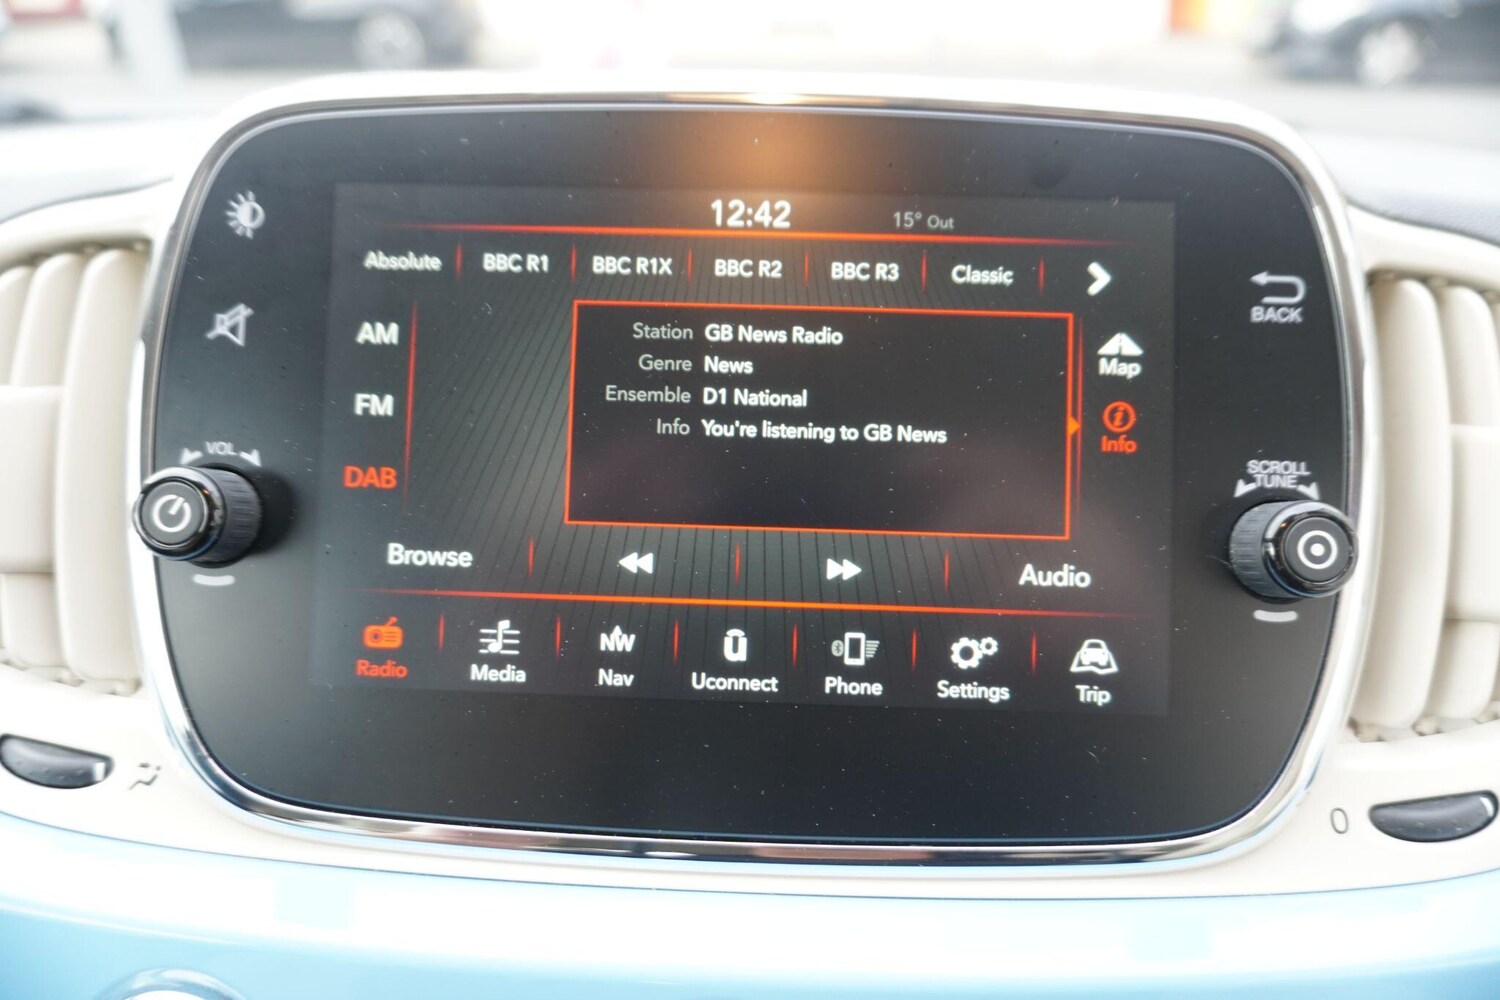 12:42 15° Out
Absolute BBC R1 BBC R1X BBC R2 BBC R3 Classic
AM
FM
DAB
Station GB News Radio
Genre News
Ensemble D1 National
Info You're listening to GB News
Map
Info
Browse Audio
Radio Media NW Nav Uconnect Phone Settings Trip
VOL
BACK
SCROLL
TUNE
0